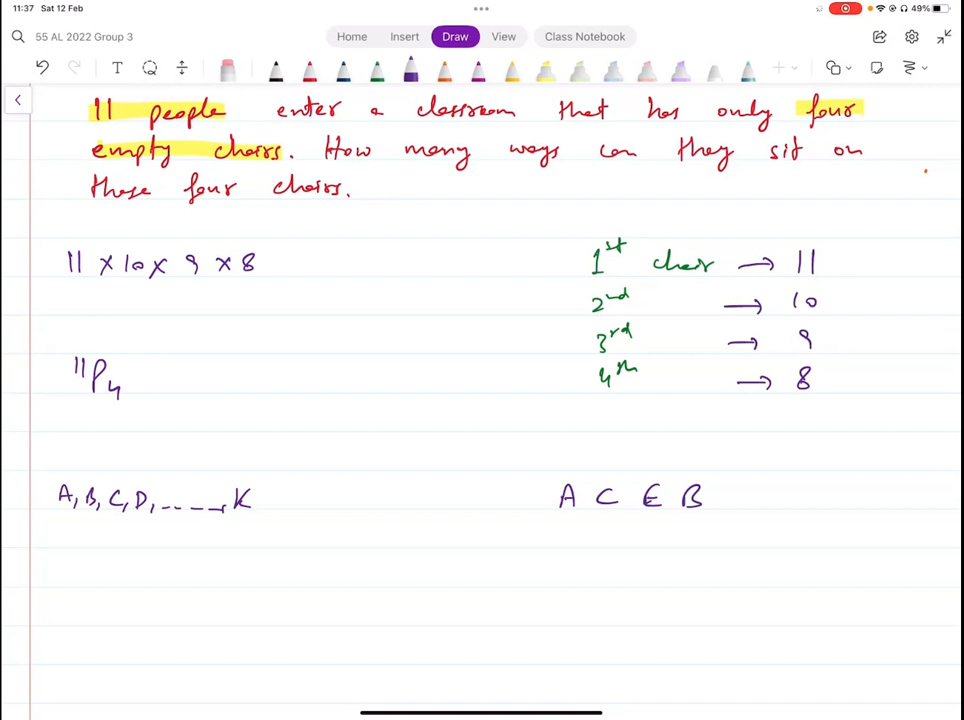 11:37 Sat 12 Feb
49%
55 AL 2022 Group 3
Home Insert Draw View Class Notebook
11 people enter a classroom that has only four
empty chairs. How many ways can they sit on
these four chairs.
11 × 10 × 9 × 8
1st chair → 11
2nd → 10
3rd → 9
4th → 8
¹¹P₄
A, B, C, D, ....., K
A C E B